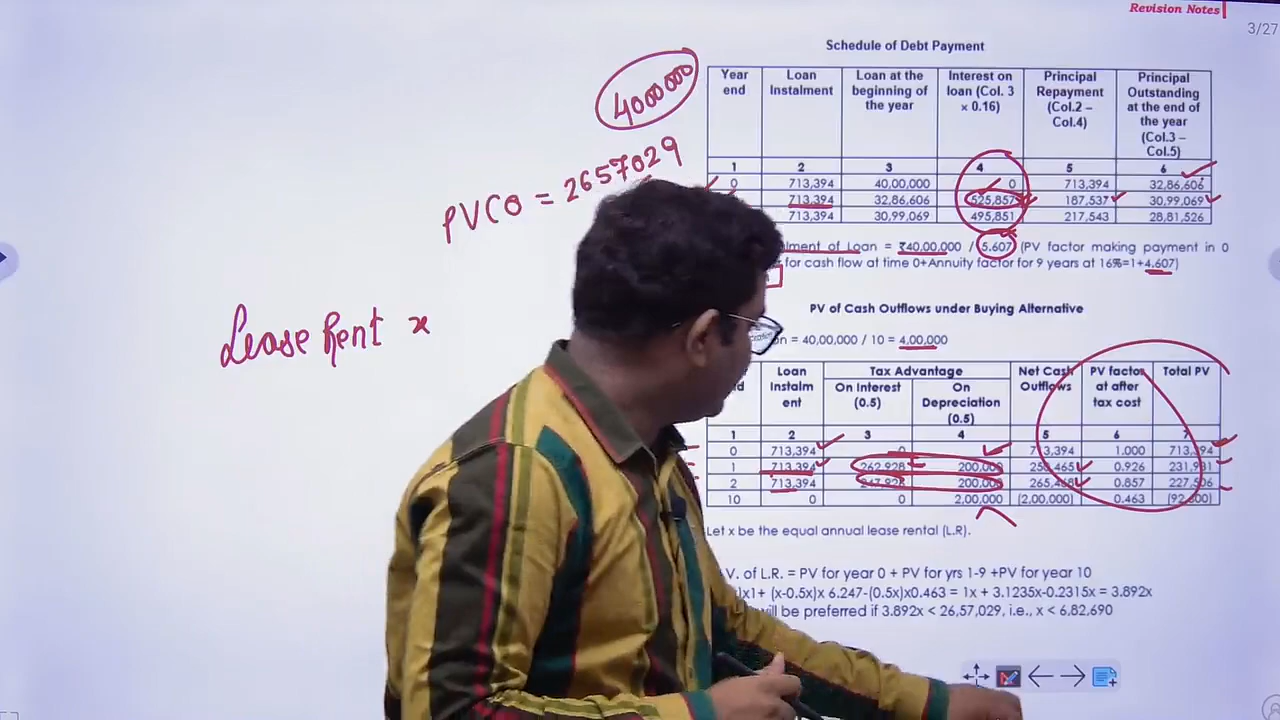 Revision Notes
3/27
Schedule of Debt Payment
4000000
Year end | Loan Instalment | Loan at the beginning of the year | Interest on loan (Col. 3 x 0.16) | Principal Repayment (Col.2 – Col.4) | Principal Outstanding at the end of the year (Col.3 – Col.5)
1 | 2 | 3 | 4 | 5 | 6
0 | 713,394 | 40,00,000 | 0 | 713,394 | 32,86,606
713,394 | 32,86,606 | 525,857 | 187,537 | 30,99,069
713,394 | 30,99,069 | 495,851 | 217,543 | 28,81,526
PVCO = 2657029
of Loan = ₹40,00,000 / 5.607 (PV factor making payment in 0
for cash flow at time 0+Annuity factor for 9 years at 16%=1+4.607)
PV of Cash Outflows under Buying Alternative
Lease Rent x
= 40,00,000 / 10 = 4,00,000
Loan Instalm ent | Tax Advantage | Net Cash Outflows | PV factor at after tax cost | Total PV
On Interest (0.5) | On Depreciation (0.5)
1 | 2 | 3 | 4 | 5 | 6 | 7
0 | 713,394 | 0 | 713,394 | 1.000 | 713,394
1 | 713,394 | 262,928 | 200,000 | 250,465 | 0.926 | 231,931
2 | 713,394 | 200,000 | 265,468 | 0.857 | 227,506
10 | 0 | 0 | 2,00,000 | (2,00,000) | 0.463
Let x be the equal annual lease rental (L.R).
V. of L.R. = PV for year 0 + PV for yrs 1-9 +PV for year 10
x1+ (x-0.5x)x 6.247-(0.5x)x0.463 = 1x + 3.1235x-0.2315x = 3.892x
will be preferred if 3.892x < 26,57,029, i.e., x < 6,82,690